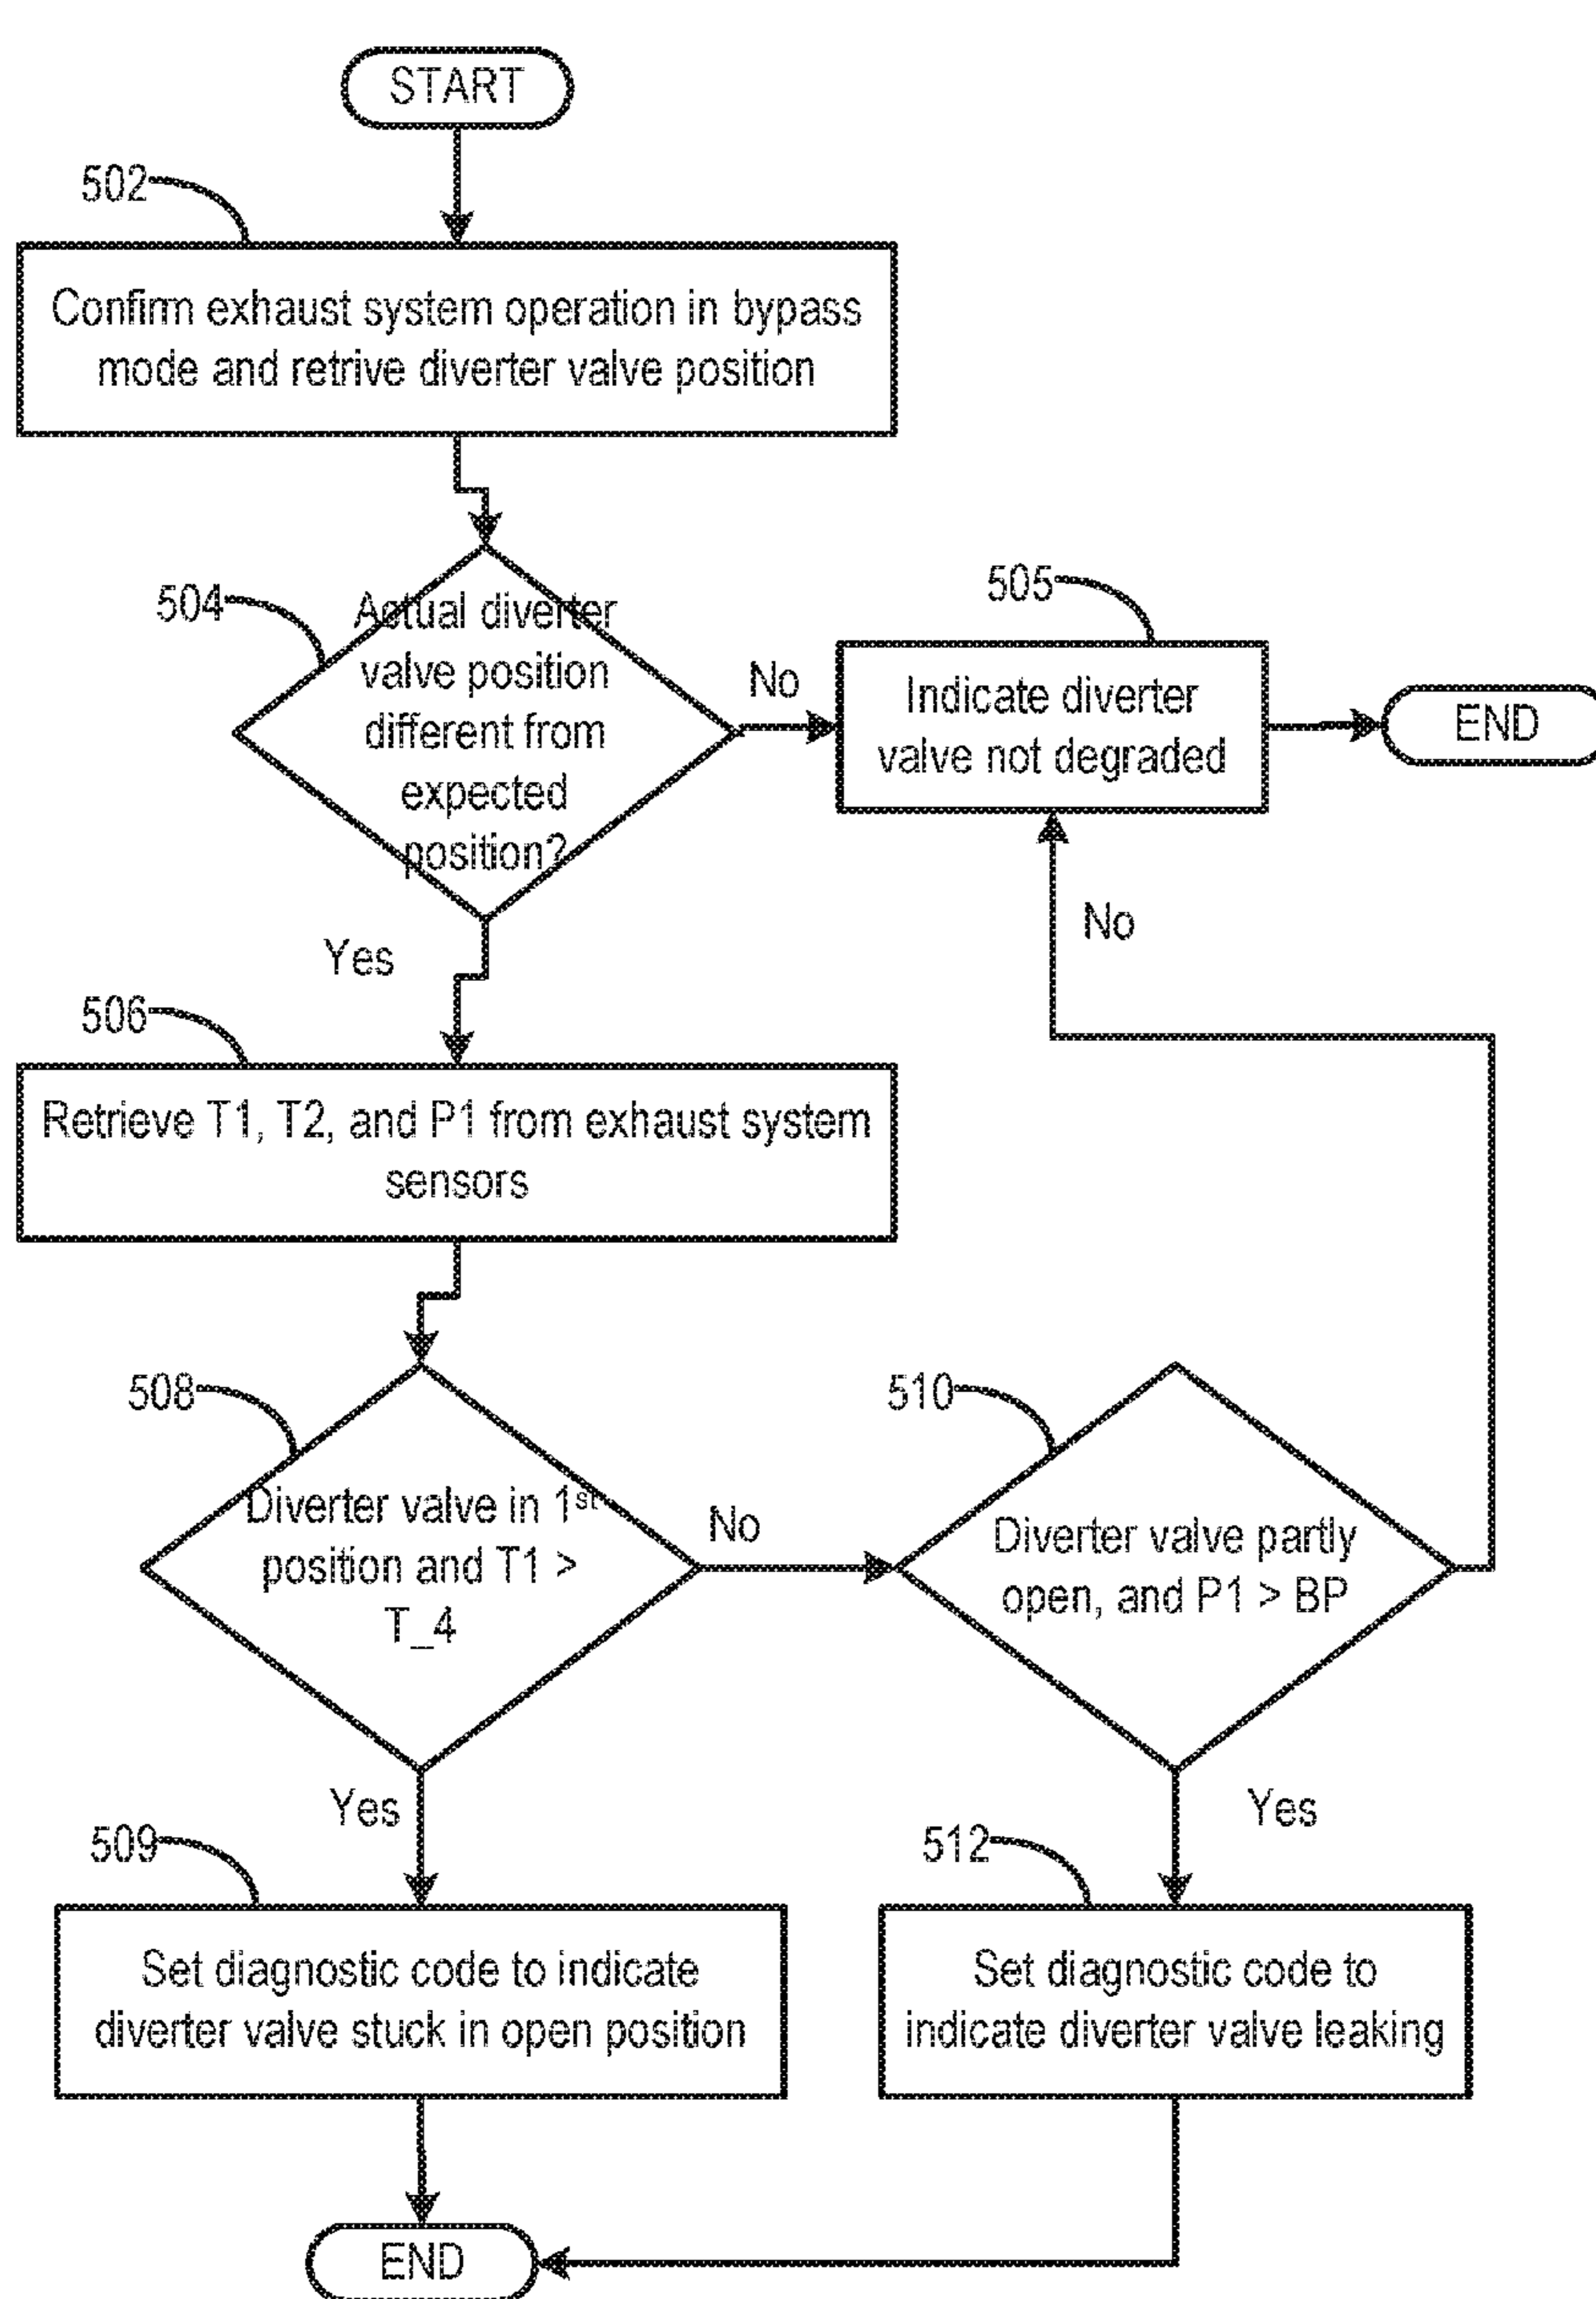 START
502
Confirm exhaust system operation in bypass
mode and retrive diverter valve position
504
Actual diverter
valve position
different from
expected
position?
No
505
Indicate diverter
valve not degraded
END
Yes
No
506
Retrieve T1, T2, and P1 from exhaust system
sensors
508
Diverter valve in 1st
position and T1 >
T_4
No
510
Diverter valve partly
open, and P1 > BP
Yes
Yes
509
Set diagnostic code to indicate
diverter valve stuck in open position
512
Set diagnostic code to
indicate diverter valve leaking
END